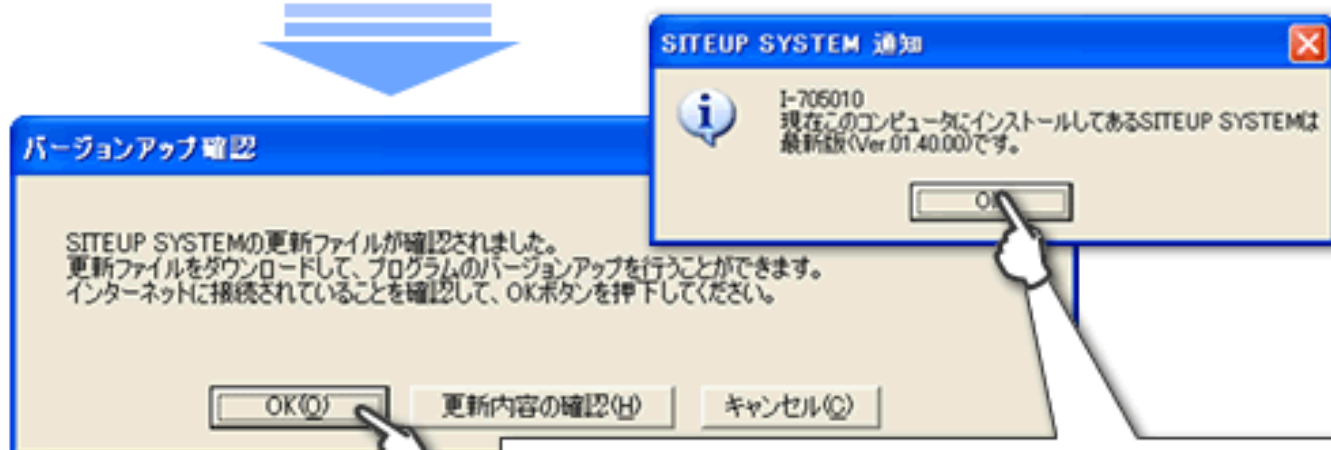 SITEUP SYSTEM 通知
I-705010
現在このコンピュータにインストールしてあるSITEUP SYSTEMは
最新版(Ver.01.40.00)です。
OK
バージョンアップ確認
SITEUP SYSTEMの更新ファイルが確認されました。
更新ファイルをダウンロードして、プログラムのバージョンアップを行うことができます。
インターネットに接続されていることを確認して、OKボタンを押下してください。
OK(O) 更新内容の確認(H) キャンセル(C)